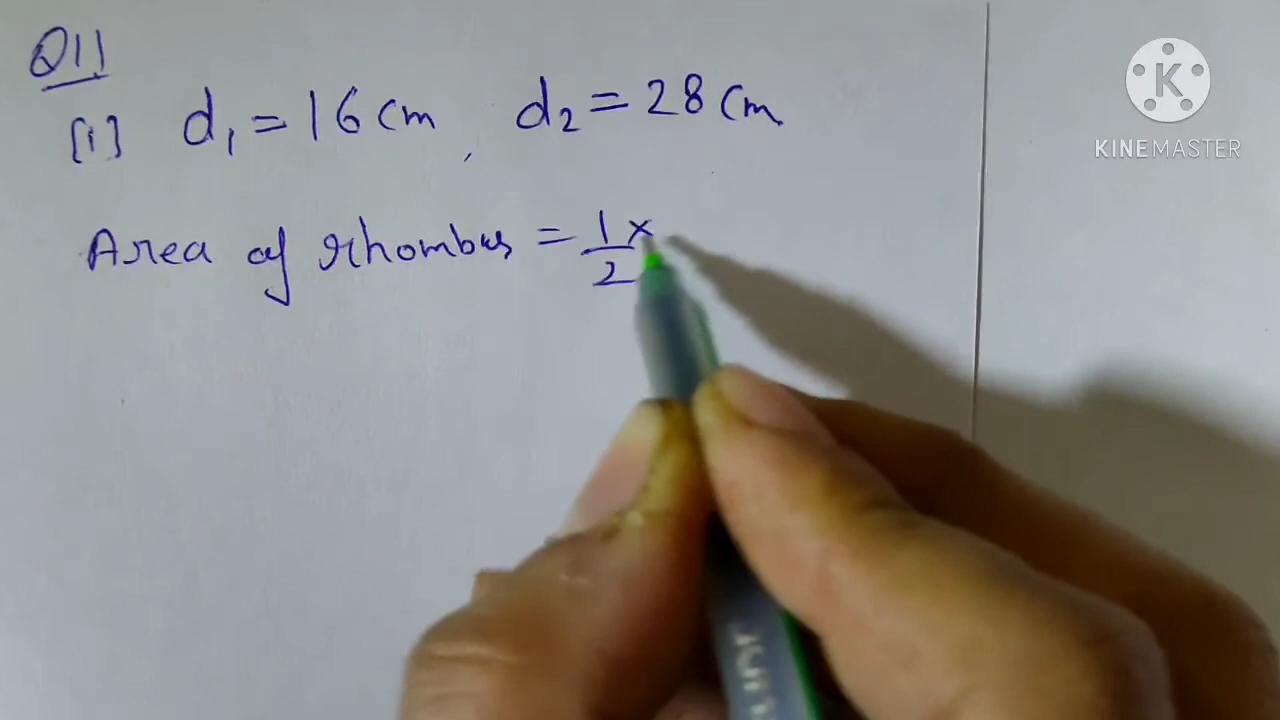 Q11
[i] d₁ = 16 cm, d₂ = 28 cm
Area of rhombus = 1/2 ×
K
KINEMASTER